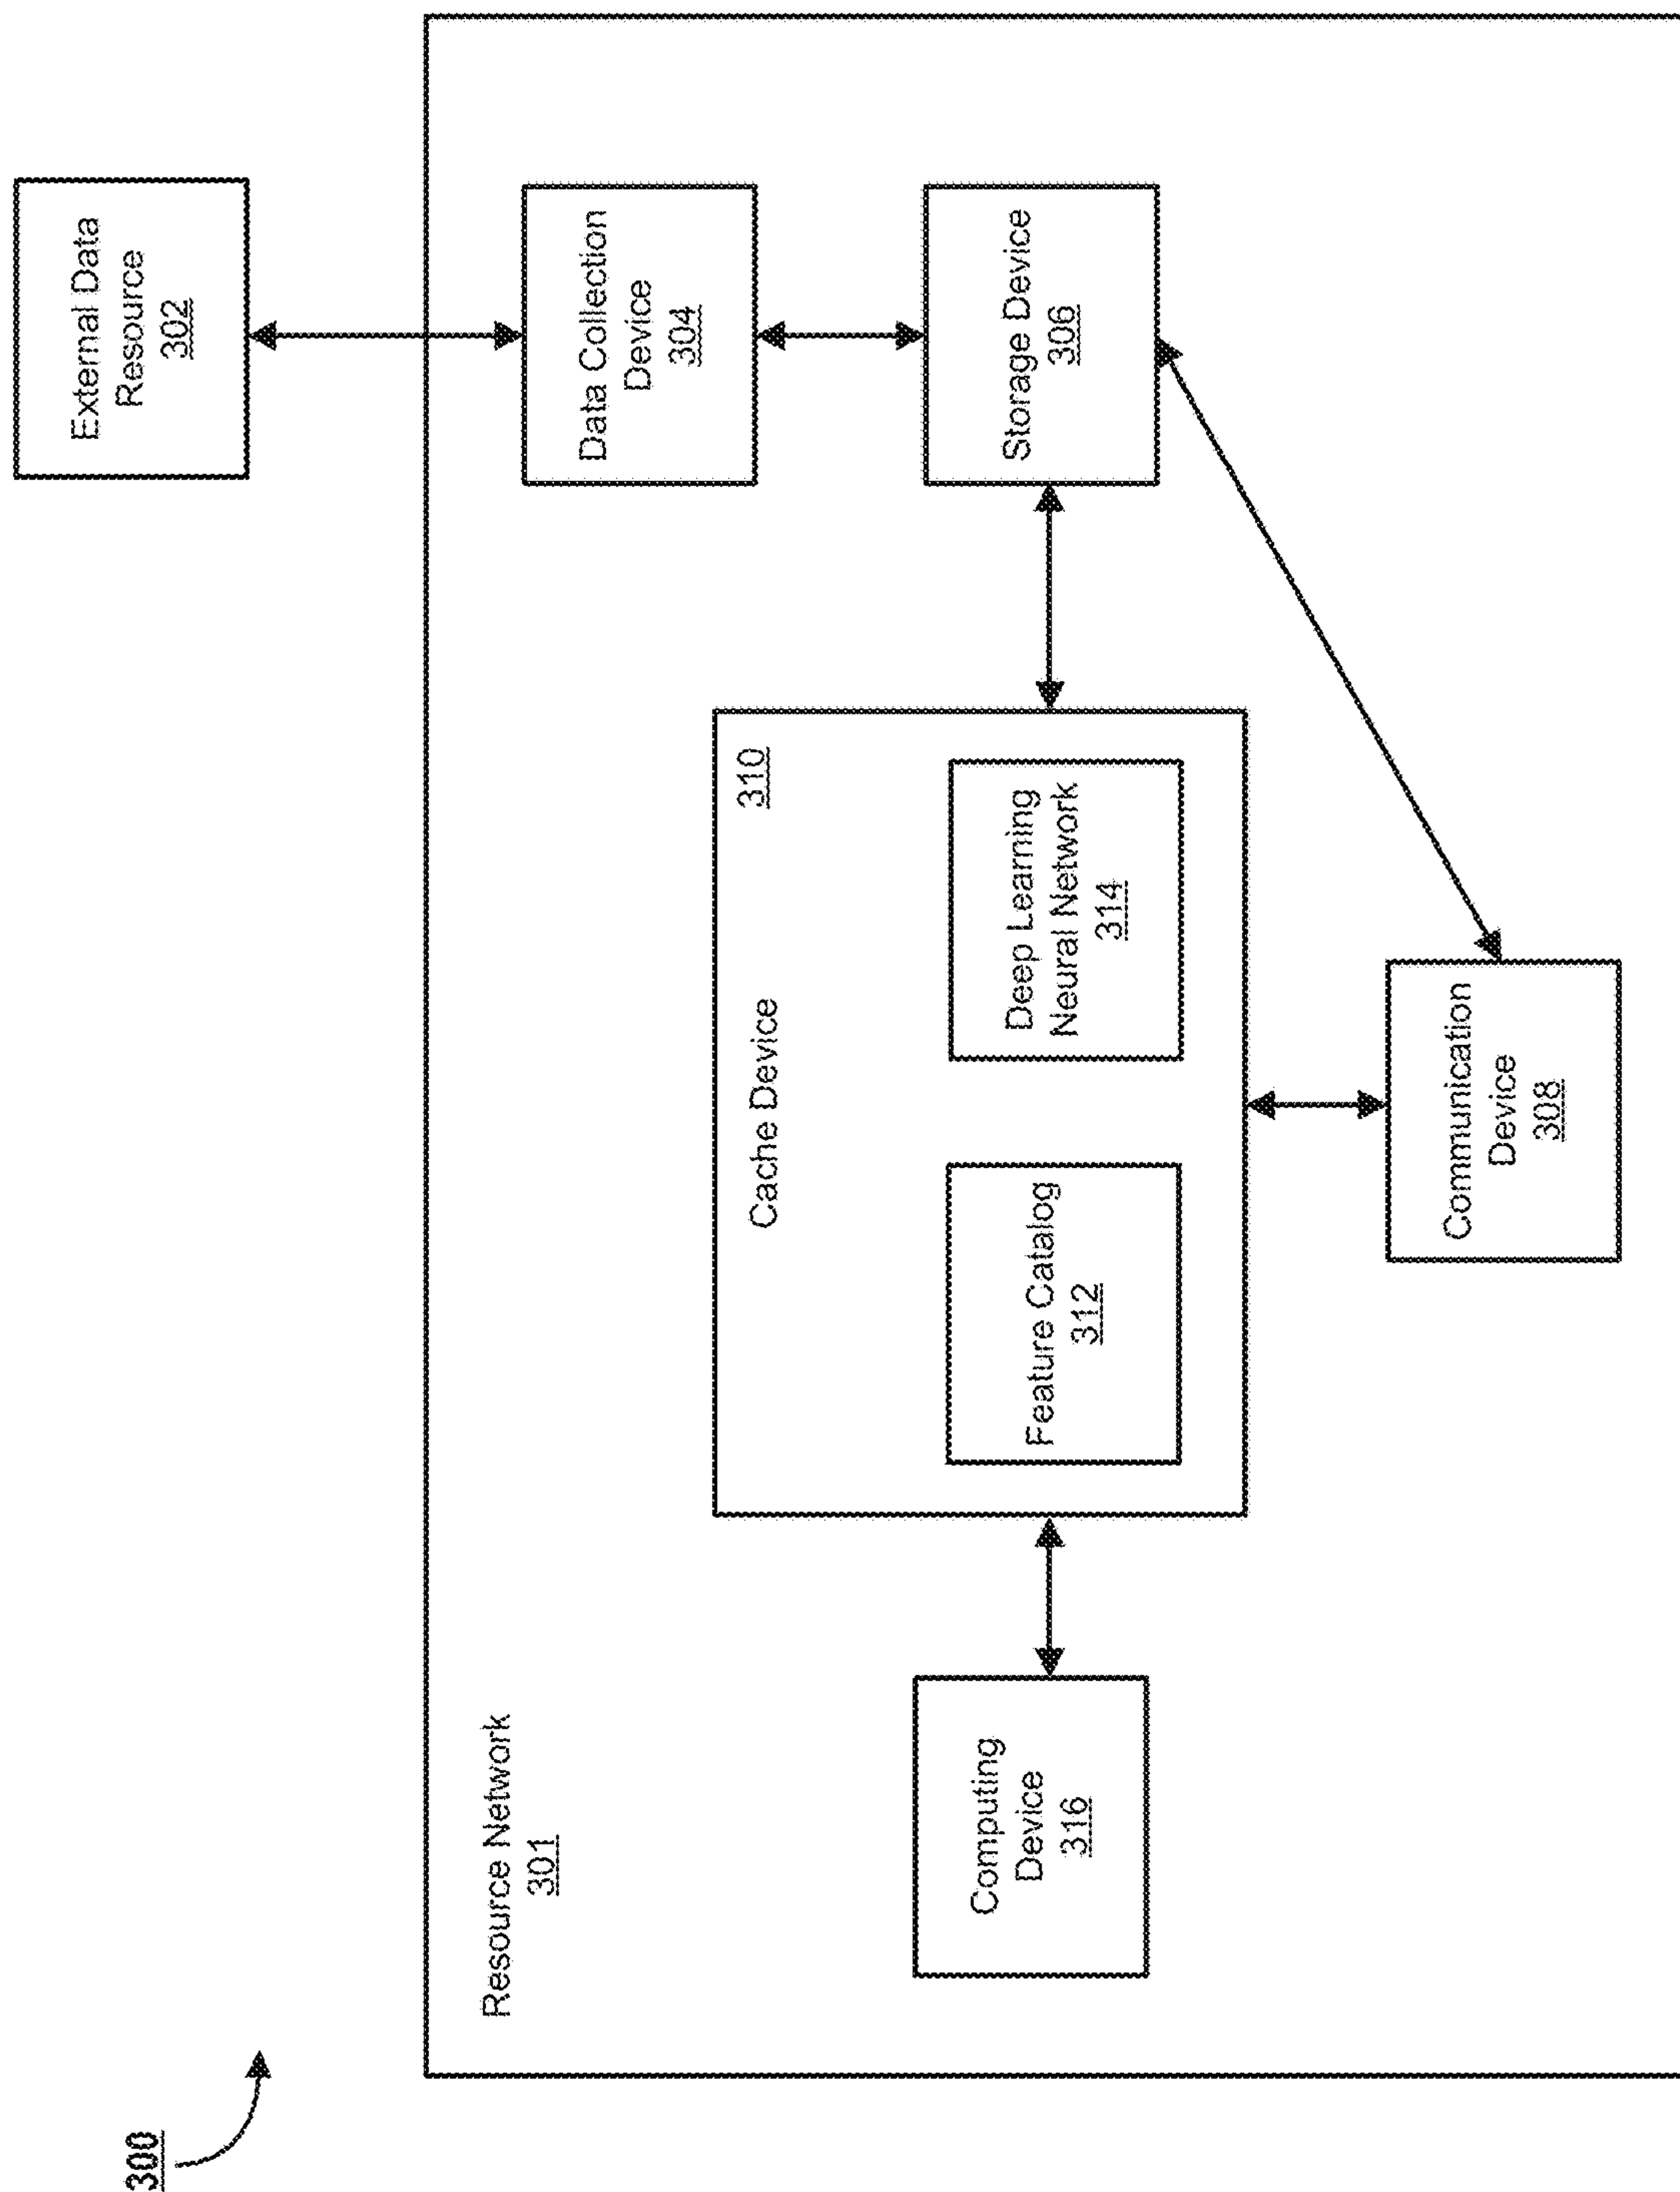 300
Resource Network
301
External Data
Resource
302
Data Collection
Device
304
Storage Device
306
Cache Device
310
Feature Catalog
312
Deep Learning
Neural Network
314
Computing
Device
316
Communication
Device
308